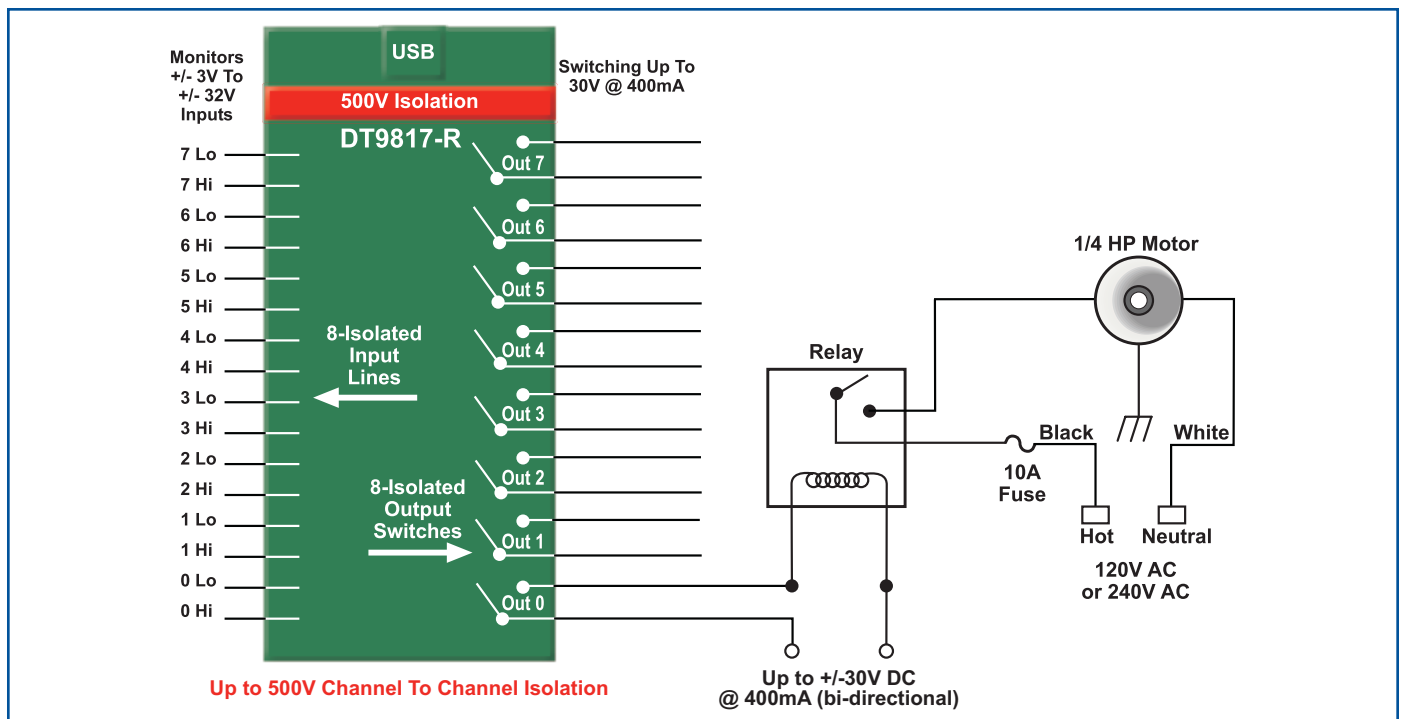 USB
500V Isolation
DT9817-R
Monitors
+/- 3V To
+/- 32V
Inputs
Switching Up To
30V @ 400mA
7 Lo
7 Hi
6 Lo
6 Hi
5 Lo
5 Hi
4 Lo
4 Hi
3 Lo
3 Hi
2 Lo
2 Hi
1 Lo
1 Hi
0 Lo
0 Hi
8-Isolated
Input
Lines
8-Isolated
Output
Switches
Out 7
Out 6
Out 5
Out 4
Out 3
Out 2
Out 1
Out 0
Up to 500V Channel To Channel Isolation
Relay
1/4 HP Motor
Black
White
10A
Fuse
Hot
Neutral
120V AC
or 240V AC
Up to +/-30V DC
@ 400mA (bi-directional)